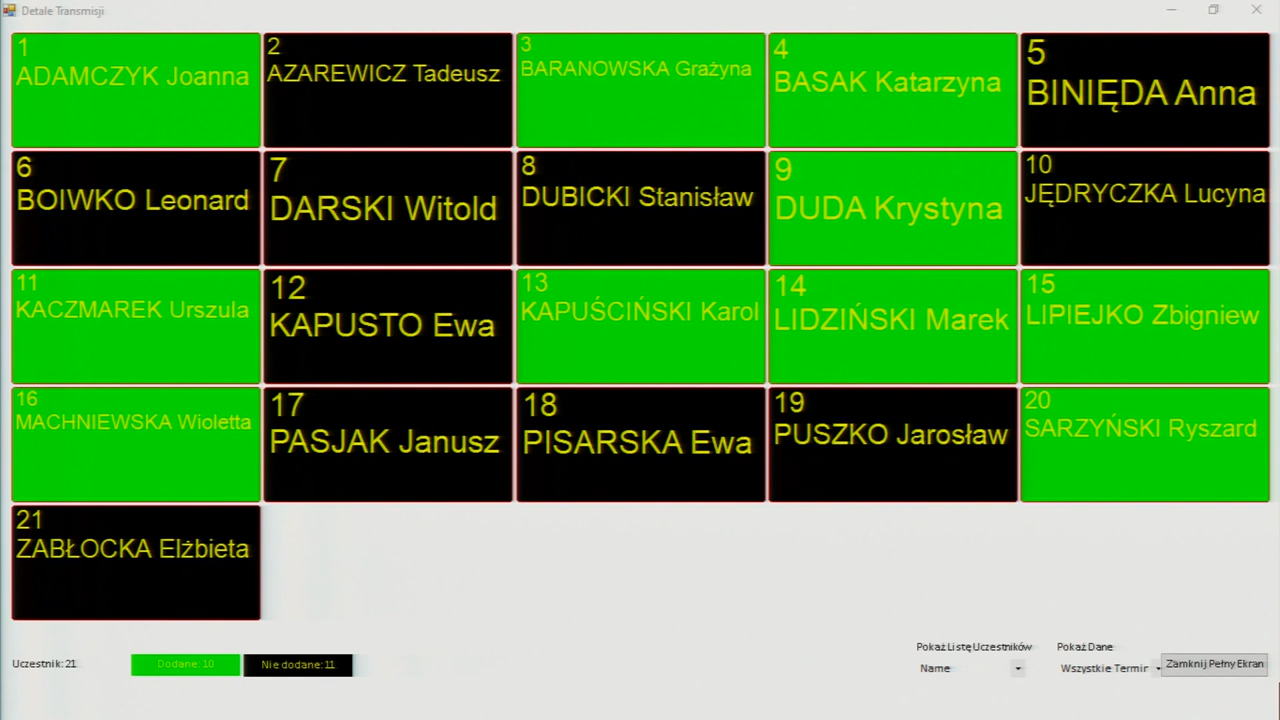 Detale Transmisji
1
ADAMCZYK Joanna
2
AZAREWICZ Tadeusz
3
BARANOWSKA Grażyna
4
BASAK Katarzyna
5
BINIĘDA Anna
6
BOIWKO Leonard
7
DARSKI Witold
8
DUBICKI Stanisław
9
DUDA Krystyna
10
JĘDRYCZKA Lucyna
11
KACZMAREK Urszula
12
KAPUSTO Ewa
13
KAPUŚCIŃSKI Karol
14
LIDZIŃSKI Marek
15
LIPIEJKO Zbigniew
16
MACHNIEWSKA Wioletta
17
PASJAK Janusz
18
PISARSKA Ewa
19
PUSZKO Jarosław
20
SARZYŃSKI Ryszard
21
ZABŁOCKA Elżbieta
Uczestnik: 21
Dodane: 10
Nie dodane: 11
Pokaż Listę Uczestników
Name
Pokaż Dane
Wszystkie Termir
Zamknij Pełny Ekran